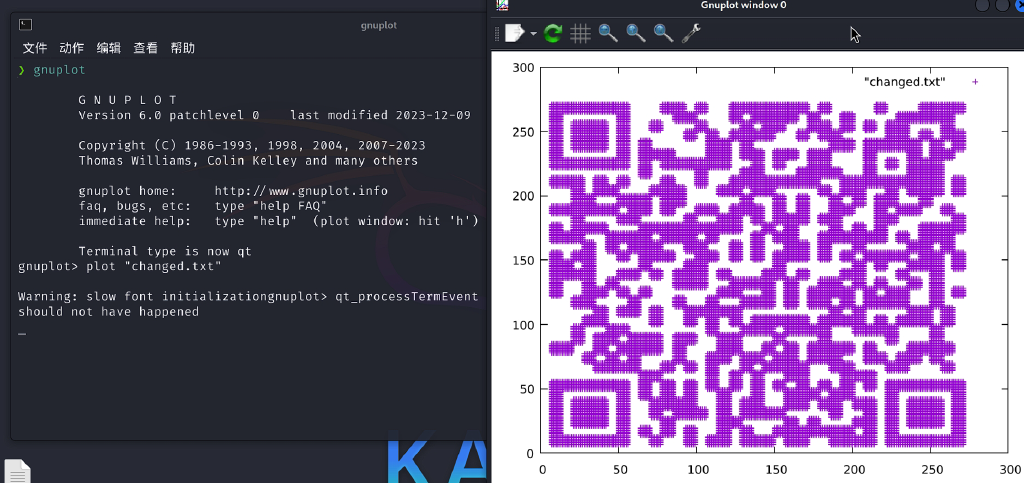 gnuplot
文件 动作 编辑 查看 帮助
❯ gnuplot
G N U P L O T
Version 6.0 patchlevel 0    last modified 2023-12-09
Copyright (C) 1986-1993, 1998, 2004, 2007-2023
Thomas Williams, Colin Kelley and many others
gnuplot home:     http://www.gnuplot.info
faq, bugs, etc:   type "help FAQ"
immediate help:   type "help"  (plot window: hit 'h')
Terminal type is now qt
gnuplot> plot "changed.txt"
Warning: slow font initializationgnuplot> qt_processTermEvent
should not have happened
_
KA
Gnuplot window 0
"changed.txt"
300
250
200
150
100
50
0
0 50 100 150 200 250 300